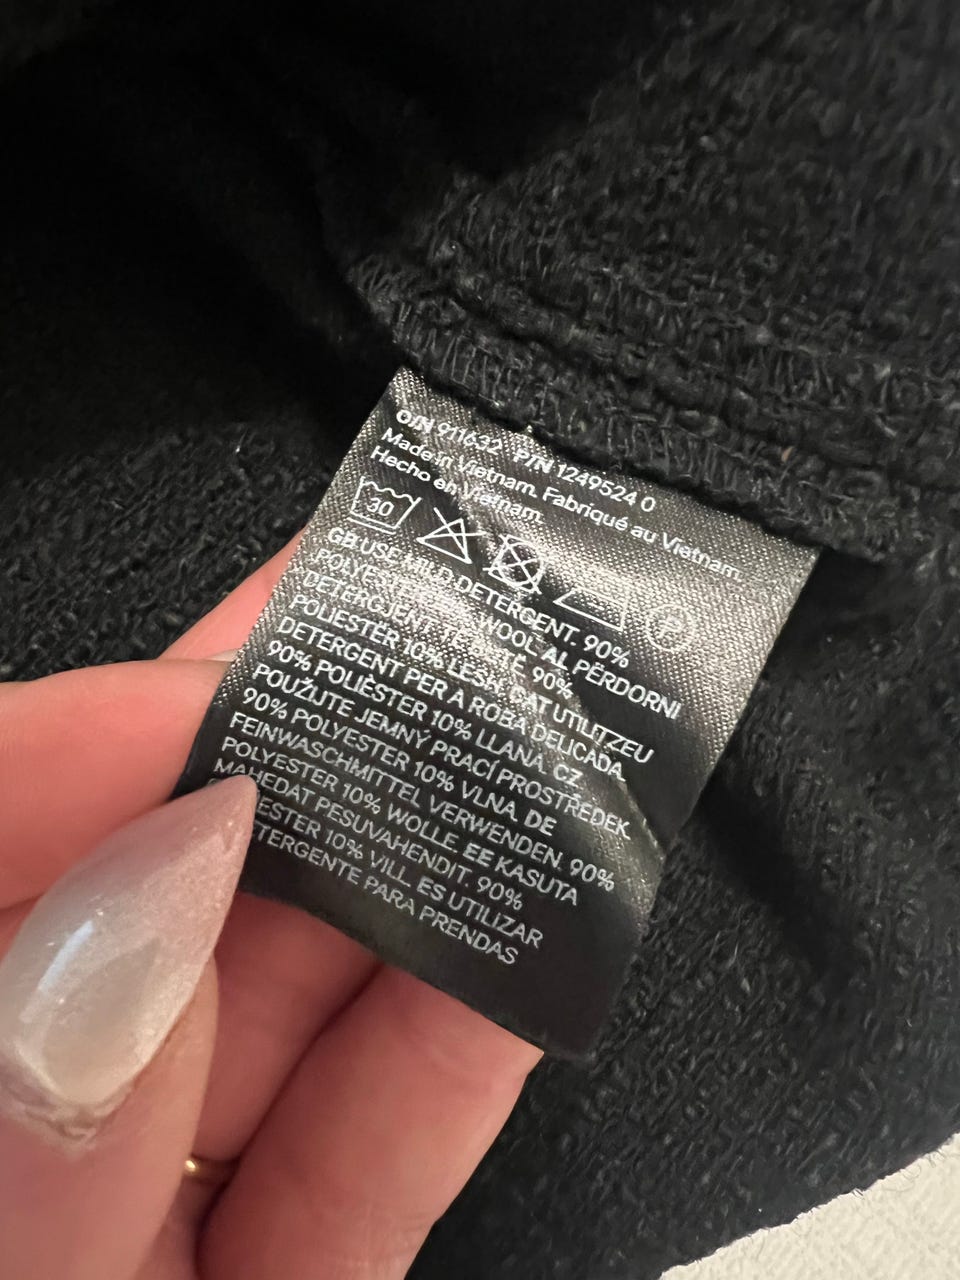 O/N 911632 P/N 1249524 0
Made in Vietnam. Fabriqué au Vietnam.
Hecho en Vietnam.
30 P
GB USE MILD DETERGENT. 90%
POLYESTER WOOL. AL PËRDORNI
DETERGJENT TË 90%
POLIESTËR 10% LESH. CAT UTILITZEU
DETERGENT PER A ROBA DELICADA.
90% POLIÈSTER 10% LLANA. CZ
POUŽIJTE JEMNÝ PRACÍ PROSTŘEDEK.
90% POLYESTER 10% VLNA. DE
FEINWASCHMITTEL VERWENDEN. 90%
POLYESTER 10% WOLLE. EE KASUTA
MAHEDAT PESUVAHENDIT. 90%
ESTER 10% VILL. ES UTILIZAR
ETERGENTE PARA PRENDAS